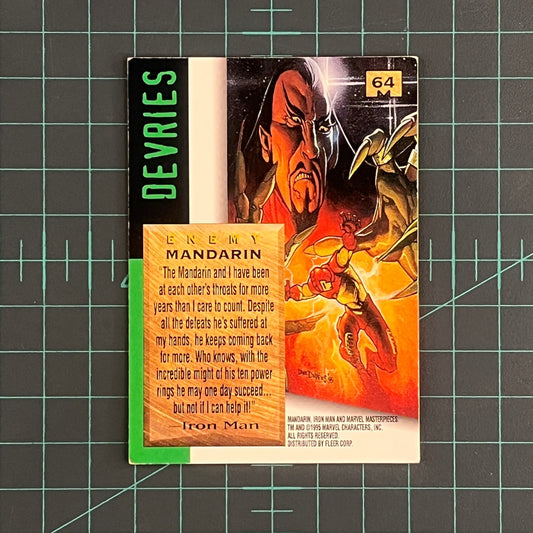 DEVRIES
64
M
ENEMY
MANDARIN
"The Mandarin and I have been
at each other's throats for more
years than I care to count. Despite
all the defeats he's suffered at
my hands, he keeps coming back
for more. Who knows, with the
incredible might of his ten power
rings he may one day succeed...
but not if I can help it!"
—Iron Man
MANDARIN, IRON MAN AND MARVEL MASTERPIECES:
TM AND ©1995 MARVEL CHARACTERS, INC.
ALL RIGHTS RESERVED.
DISTRIBUTED BY FLEER CORP.